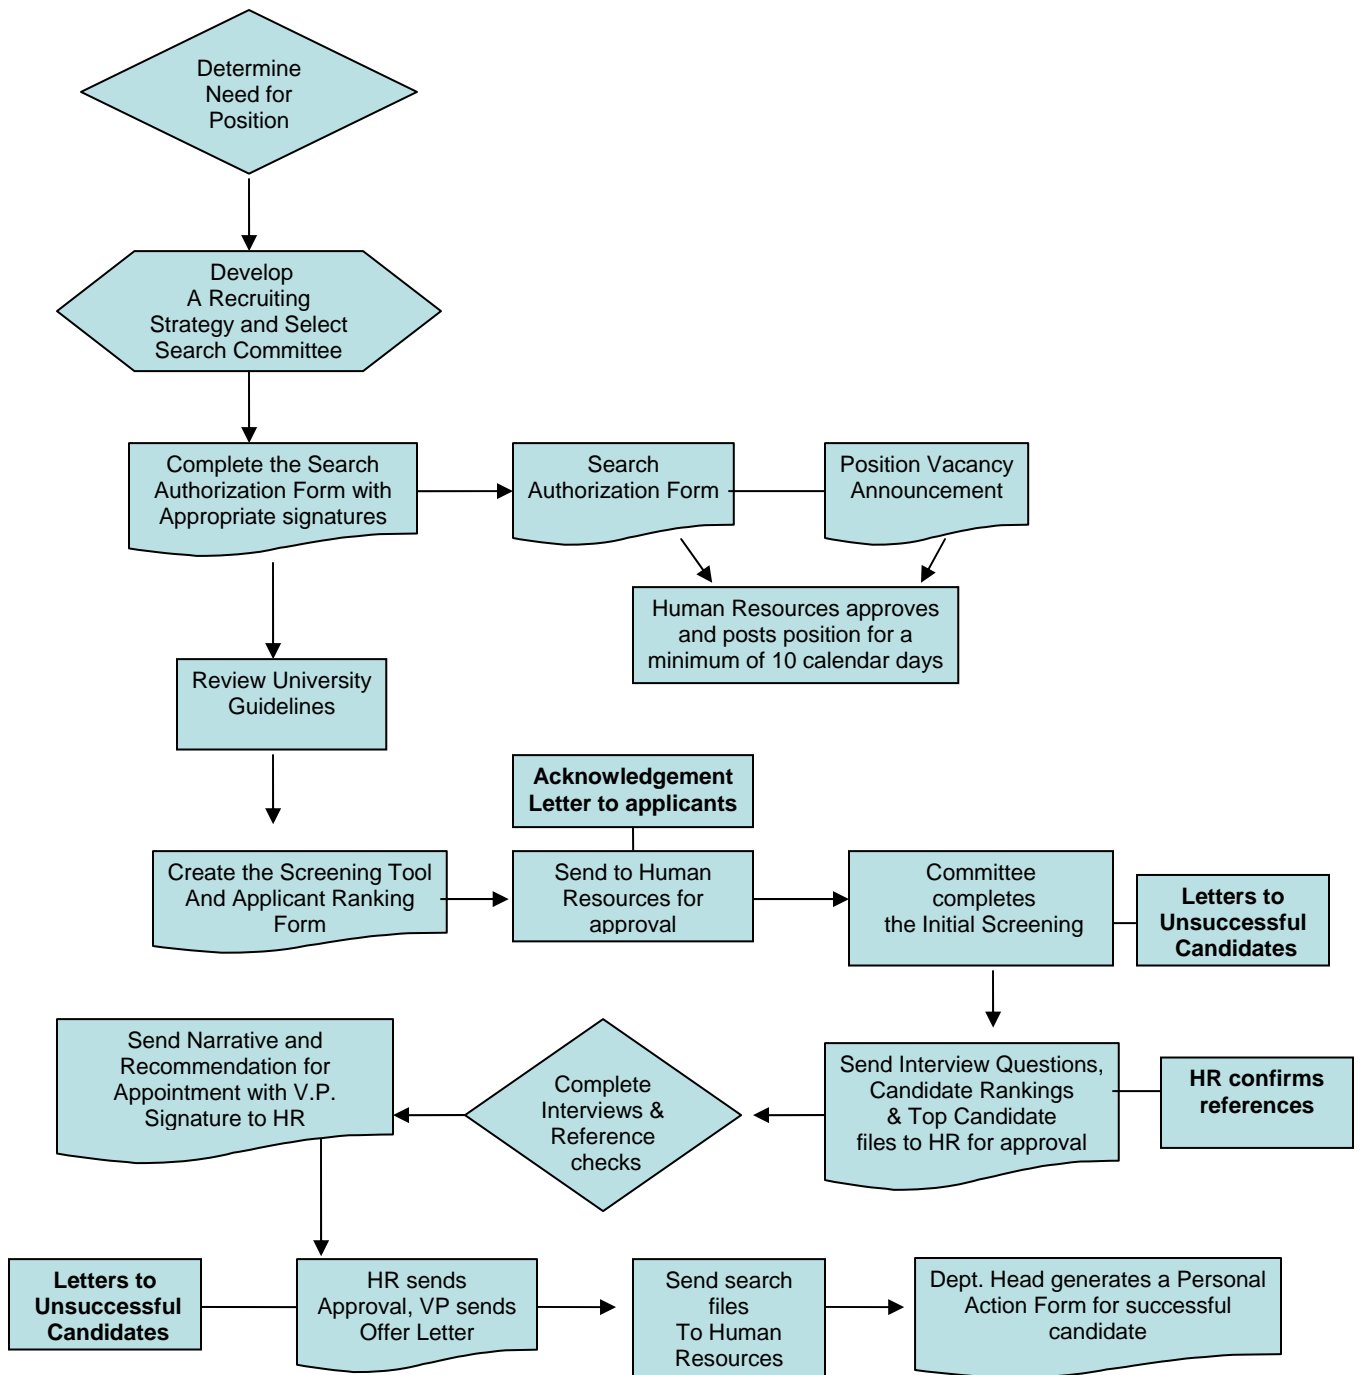 Determine
Need for
Position
Develop
A Recruiting
Strategy and Select
Search Committee
Complete the Search
Authorization Form with
Appropriate signatures
Search
Authorization Form
Position Vacancy
Announcement
Human Resources approves
and posts position for a
minimum of 10 calendar days
Review University
Guidelines
Acknowledgement
Letter to applicants
Create the Screening Tool
And Applicant Ranking
Form
Send to Human
Resources for
approval
Committee
completes
the Initial Screening
Letters to
Unsuccessful
Candidates
Send Narrative and
Recommendation for
Appointment with V.P.
Signature to HR
Complete
Interviews &
Reference
checks
Send Interview Questions,
Candidate Rankings
& Top Candidate
files to HR for approval
HR confirms
references
Letters to
Unsuccessful
Candidates
HR sends
Approval, VP sends
Offer Letter
Send search
files
To Human
Resources
Dept. Head generates a Personal
Action Form for successful
candidate